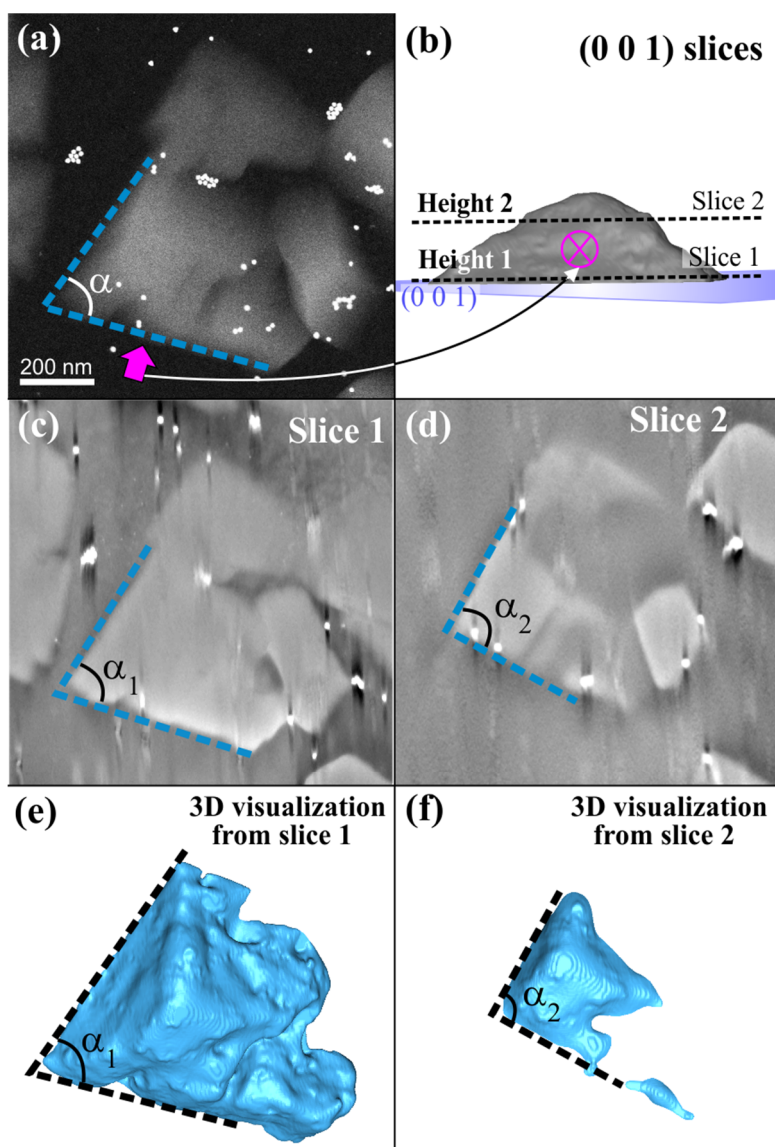 (a)
α
200 nm
(b)
(0 0 1) slices
Height 2
Slice 2
Height 1
Slice 1
(0 0 1)
(c)
Slice 1
α1
(d)
Slice 2
α2
(e)
3D visualization
from slice 1
α1
(f)
3D visualization
from slice 2
α2